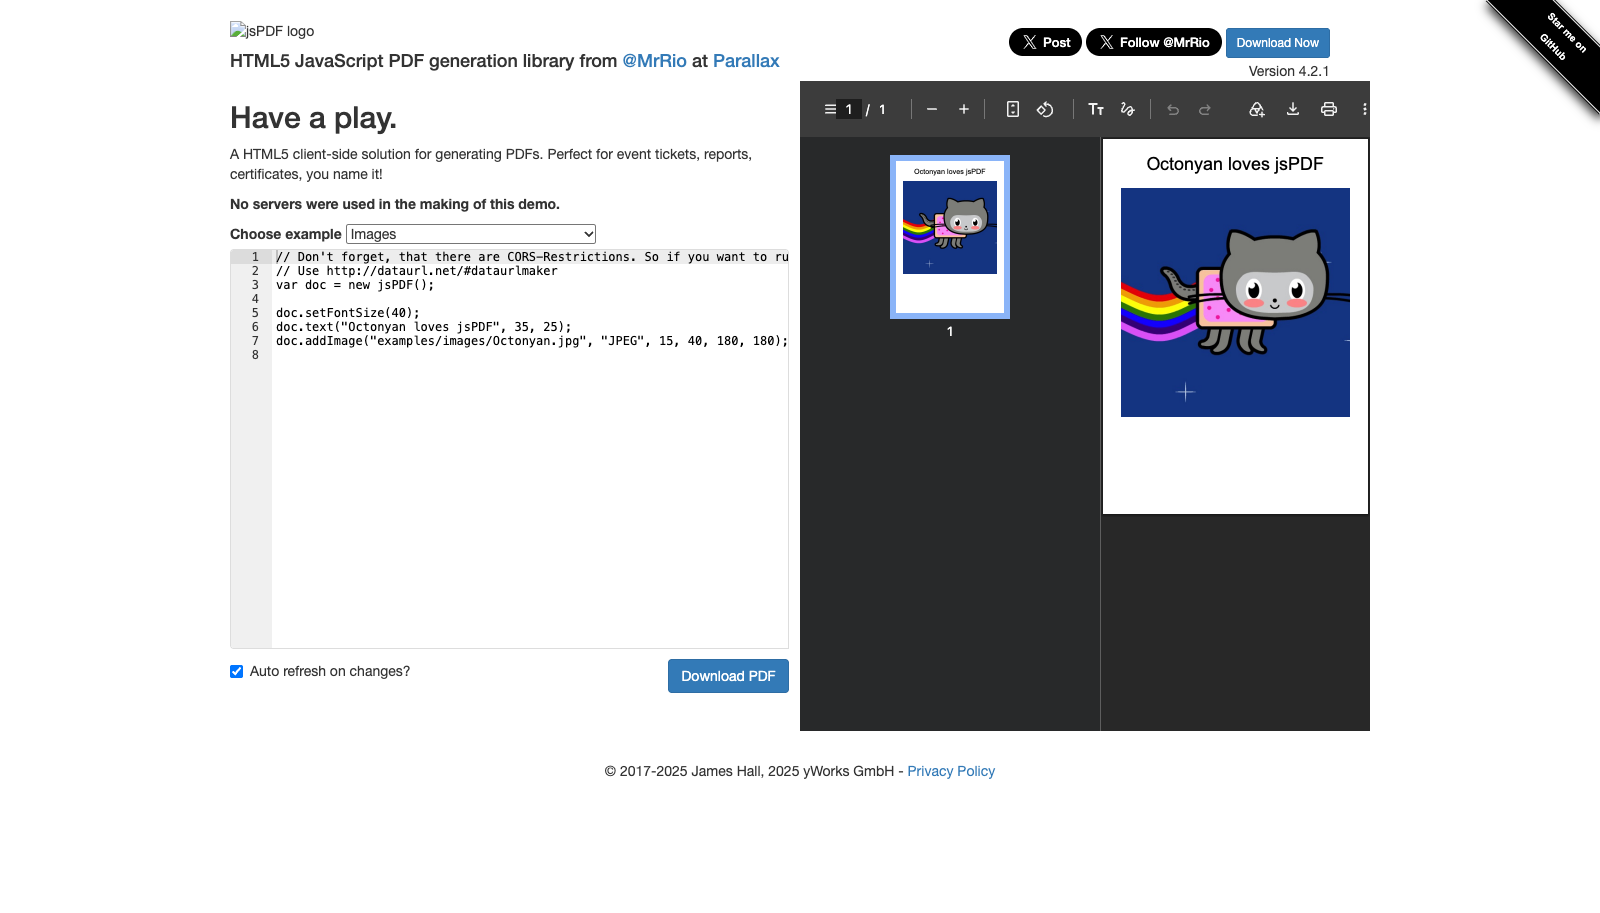 jsPDF logo
HTML5 JavaScript PDF generation library from @MrRio at Parallax
Post
Follow @MrRio
Download Now
Version 4.2.1
Star me on
GitHub
Have a play.
A HTML5 client-side solution for generating PDFs. Perfect for event tickets, reports,
certificates, you name it!
No servers were used in the making of this demo.
Choose example Images
1 // Don't forget, that there are CORS-Restrictions. So if you want to ru
2 // Use http://dataurl.net/#dataurlmaker
3 var doc = new jsPDF();
4
5 doc.setFontSize(40);
6 doc.text("Octonyan loves jsPDF", 35, 25);
7 doc.addImage("examples/images/Octonyan.jpg", "JPEG", 15, 40, 180, 180);
8
Auto refresh on changes?
Download PDF
1 / 1
Octonyan loves jsPDF
1
Octonyan loves jsPDF
© 2017-2025 James Hall, 2025 yWorks GmbH - Privacy Policy